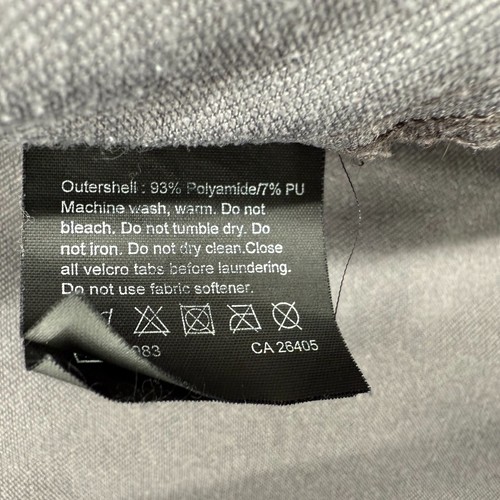 Outershell : 93% Polyamide/7% PU
Machine wash, warm. Do not
bleach. Do not tumble dry. Do
not iron. Do not dry clean.Close
all velcro tabs before laundering.
Do not use fabric softener.
083 CA 26405